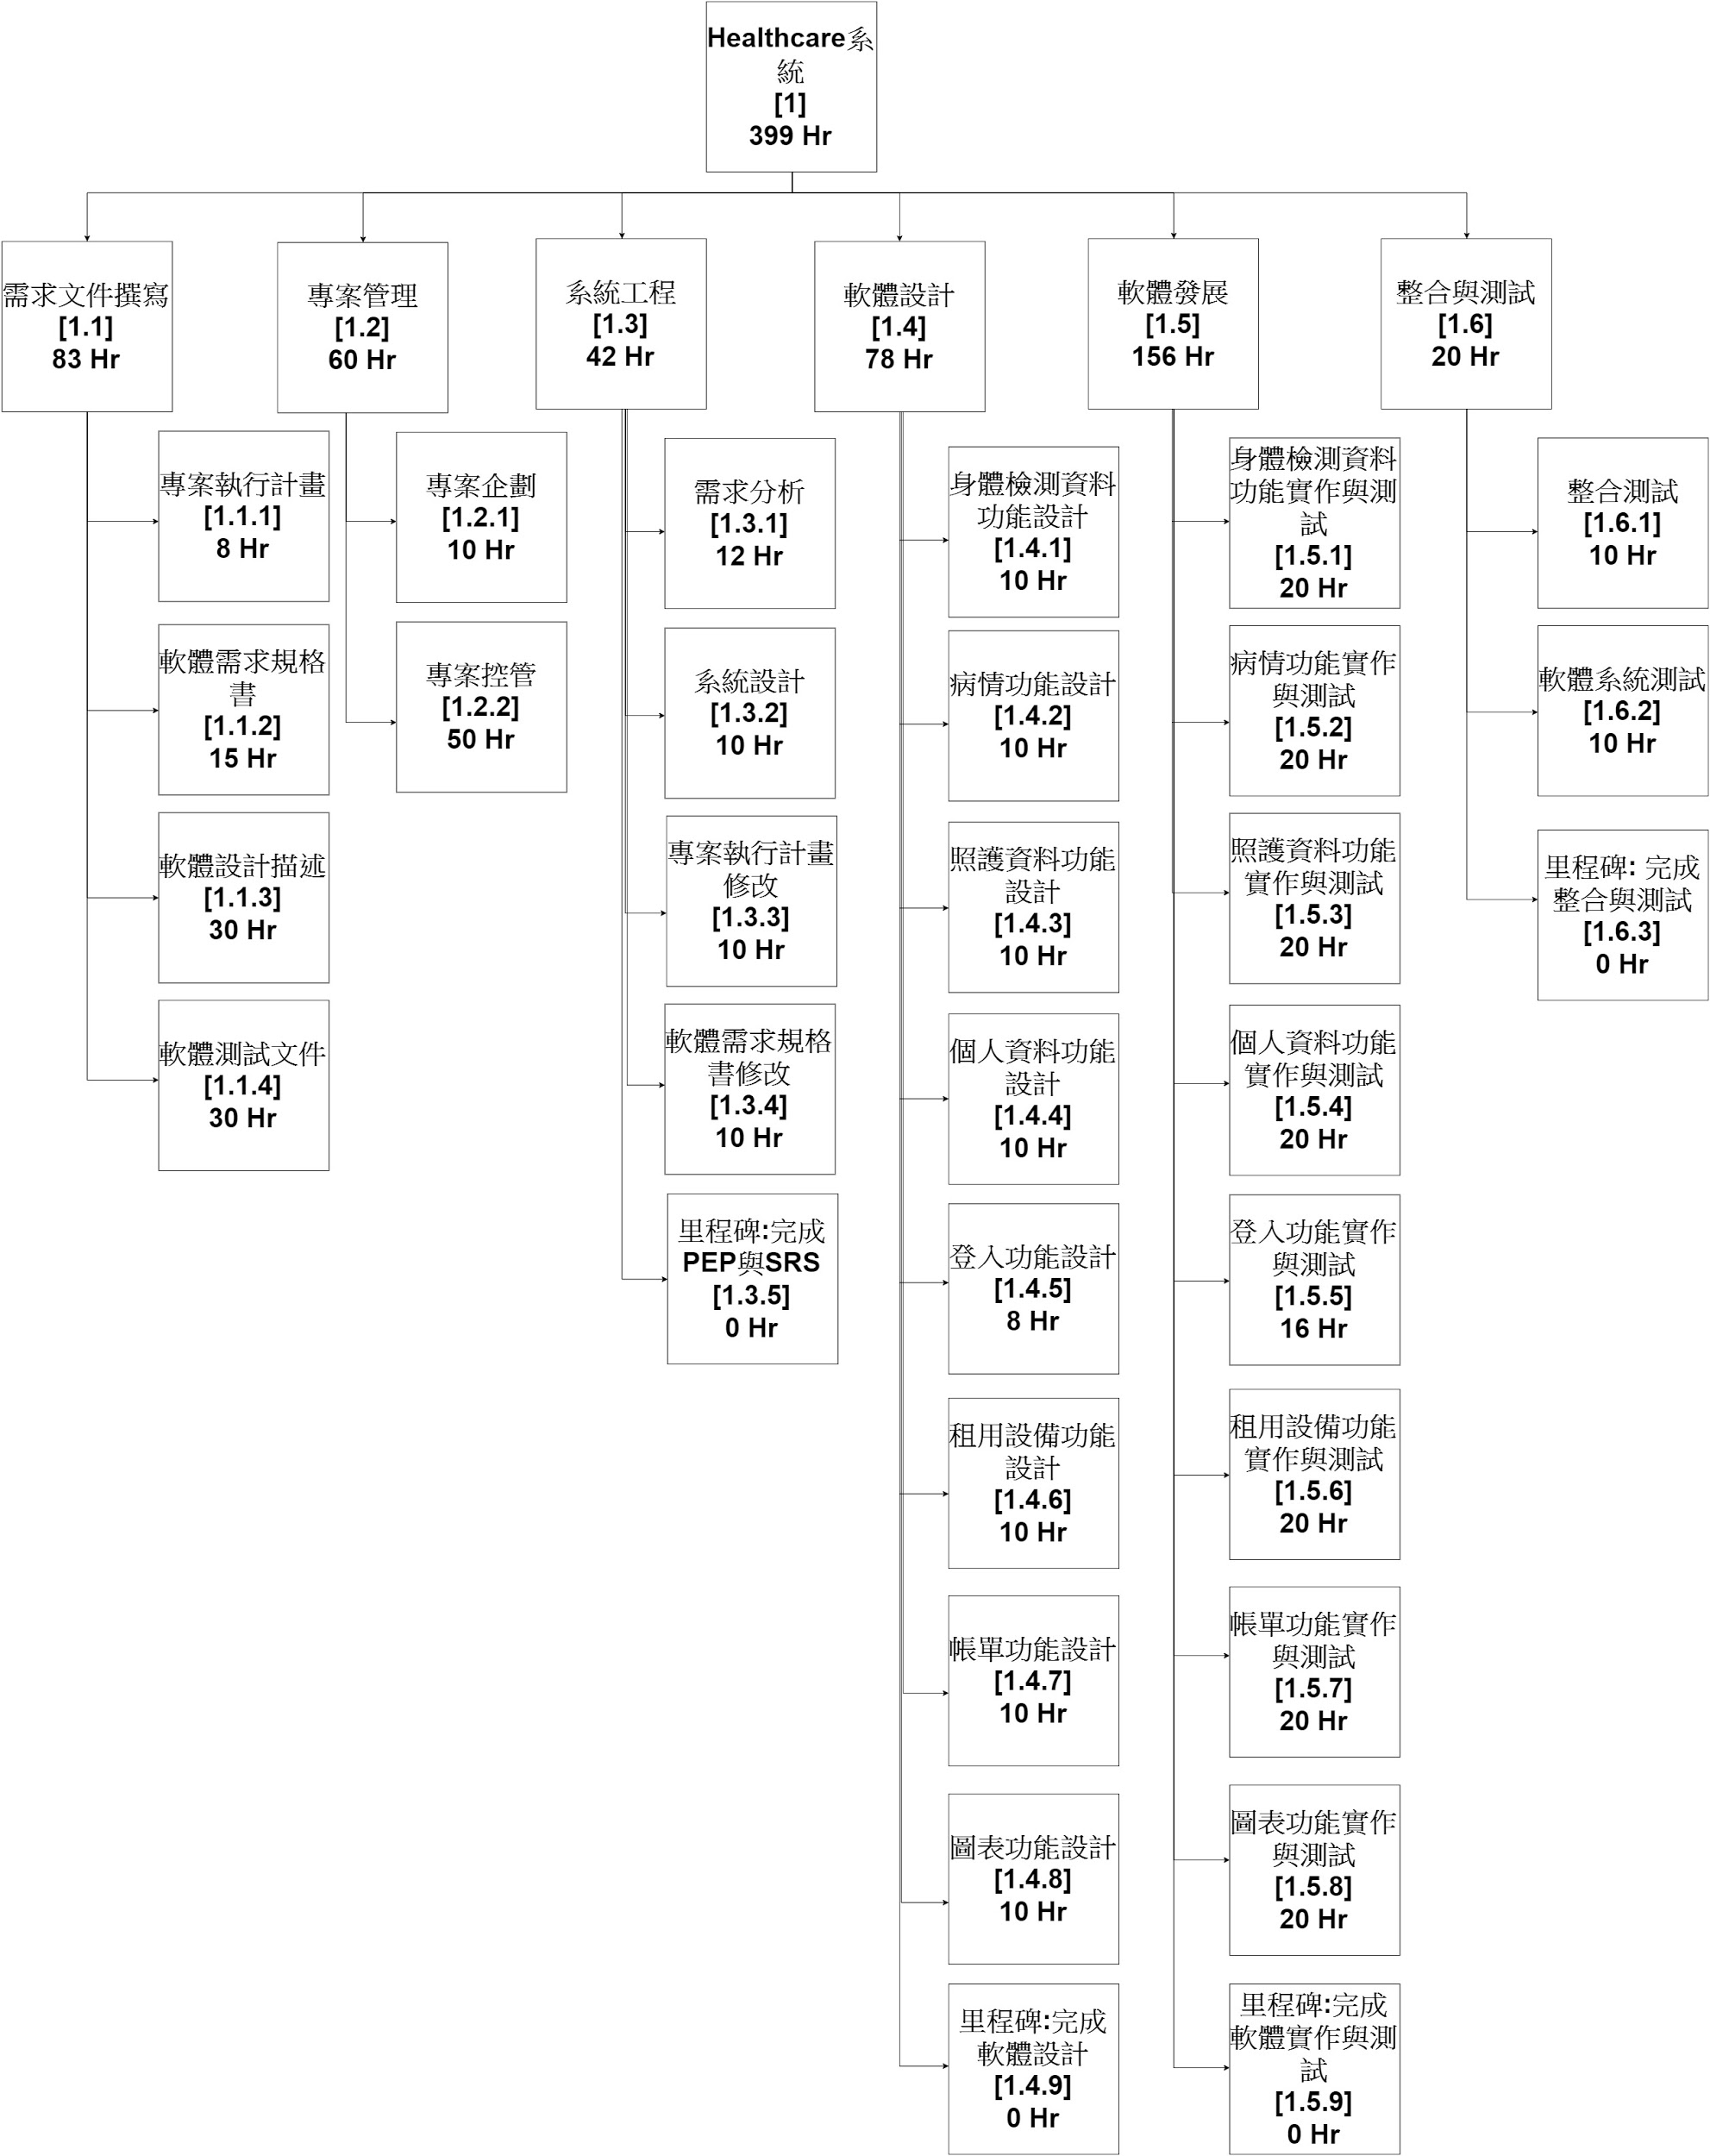 Healthcare系
統
[1]
399 Hr
需求文件撰寫
[1.1]
83 Hr
專案管理
[1.2]
60 Hr
系統工程
[1.3]
42 Hr
軟體設計
[1.4]
78 Hr
軟體發展
[1.5]
156 Hr
整合與測試
[1.6]
20 Hr
專案執行計畫
[1.1.1]
8 Hr
軟體需求規格
書
[1.1.2]
15 Hr
軟體設計描述
[1.1.3]
30 Hr
軟體測試文件
[1.1.4]
30 Hr
專案企劃
[1.2.1]
10 Hr
專案控管
[1.2.2]
50 Hr
需求分析
[1.3.1]
12 Hr
系統設計
[1.3.2]
10 Hr
專案執行計畫
修改
[1.3.3]
10 Hr
軟體需求規格
書修改
[1.3.4]
10 Hr
里程碑:完成
PEP與SRS
[1.3.5]
0 Hr
身體檢測資料
功能設計
[1.4.1]
10 Hr
病情功能設計
[1.4.2]
10 Hr
照護資料功能
設計
[1.4.3]
10 Hr
個人資料功能
設計
[1.4.4]
10 Hr
登入功能設計
[1.4.5]
8 Hr
租用設備功能
設計
[1.4.6]
10 Hr
帳單功能設計
[1.4.7]
10 Hr
圖表功能設計
[1.4.8]
10 Hr
里程碑:完成
軟體設計
[1.4.9]
0 Hr
身體檢測資料
功能實作與測
試
[1.5.1]
20 Hr
病情功能實作
與測試
[1.5.2]
20 Hr
照護資料功能
實作與測試
[1.5.3]
20 Hr
個人資料功能
實作與測試
[1.5.4]
20 Hr
登入功能實作
與測試
[1.5.5]
16 Hr
租用設備功能
實作與測試
[1.5.6]
20 Hr
帳單功能實作
與測試
[1.5.7]
20 Hr
圖表功能實作
與測試
[1.5.8]
20 Hr
里程碑:完成
軟體實作與測
試
[1.5.9]
0 Hr
整合測試
[1.6.1]
10 Hr
軟體系統測試
[1.6.2]
10 Hr
里程碑: 完成
整合與測試
[1.6.3]
0 Hr